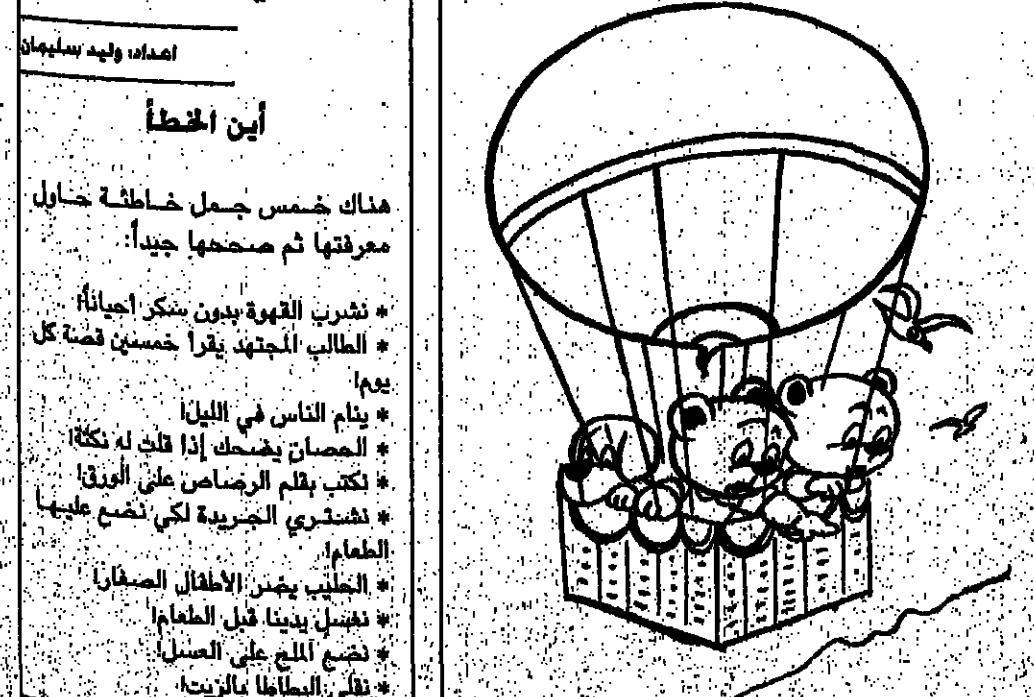 اعداد: وليد سليمان
أين الخطأ
هناك خمس جمل خاطئة حاول
معرفتها ثم صححها جيداً:
* نشرب القهوة بدون سكر أحياناً!
* الطالب المجتهد يقرأ خمسين قصة كل
يوم!
* ينام الناس في الليل!
* الحصان يضحك إذا قلت له نكتة!
* نكتب بقلم الرصاص على الورق!
* نشتري الجريدة لكي نضع عليها
الطعام!
* الحليب يضر الأطفال الصغار!
* نغسل يدينا قبل الطعام!
* نضع الملح على العسل!
* نقلي البطاطا بالزيت!